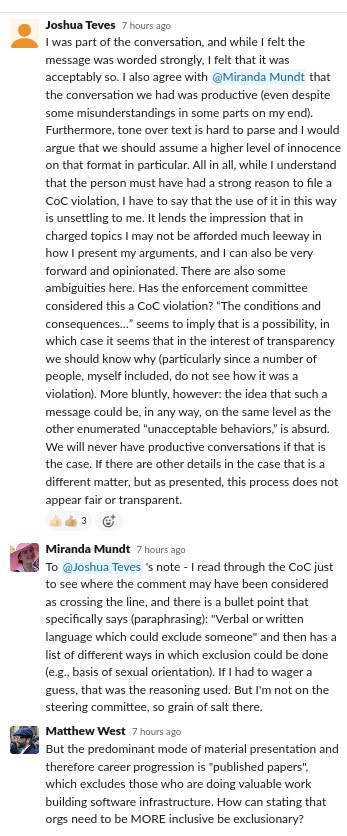 Joshua Teves 7 hours ago
I was part of the conversation, and while I felt the
message was worded strongly, I felt that it was
acceptably so. I also agree with @Miranda Mundt that
the conversation we had was productive (even despite
some misunderstandings in some parts on my end).
Furthermore, tone over text is hard to parse and I would
argue that we should assume a higher level of innocence
on that format in particular. All in all, while I understand
that the person must have had a strong reason to file a
CoC violation, I have to say that the use of it in this way
is unsettling to me. It lends the impression that in
charged topics I may not be afforded much leeway in
how I present my arguments, and I can also be very
forward and opinionated. There are also some
ambiguities here. Has the enforcement committee
considered this a CoC violation? "The conditions and
consequences..." seems to imply that is a possibility, in
which case it seems that in the interest of transparency
we should know why (particularly since a number of
people, myself included, do not see how it was a
violation). More bluntly, however: the idea that such a
message could be, in any way, on the same level as the
other enumerated "unacceptable behaviors," is absurd.
We will never have productive conversations if that is
the case. If there are other details in the case that is a
different matter, but as presented, this process does not
appear fair or transparent.
3
Miranda Mundt 7 hours ago
To @Joshua Teves 's note - I read through the CoC just
to see where the comment may have been considered
as crossing the line, and there is a bullet point that
specifically says (paraphrasing): "Verbal or written
language which could exclude someone" and then has a
list of different ways in which exclusion could be done
(e.g., basis of sexual orientation). If I had to wager a
guess, that was the reasoning used. But I'm not on the
steering committee, so grain of salt there.
Matthew West 7 hours ago
But the predominant mode of material presentation and
therefore career progression is "published papers",
which excludes those who are doing valuable work
building software infrastructure. How can stating that
orgs need to be MORE inclusive be exclusionary?